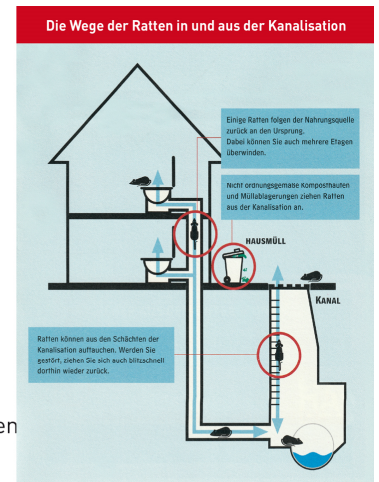 Die Wege der Ratten in und aus der Kanalisation
Einige Ratten folgen der Nahrungsquelle
zurück an den Ursprung.
Dabei können Sie auch mehrere Etagen
überwinden.
Nicht ordnungsgemäße Komposthaufen
und Müllablagerungen ziehen Ratten
aus der Kanalisation an.
HAUSMÜLL
KANAL
Ratten können aus den Schächten der
Kanalisation auftauchen. Werden Sie
gestört, ziehen Sie sich auch blitzschnell
dorthin wieder zurück.
en